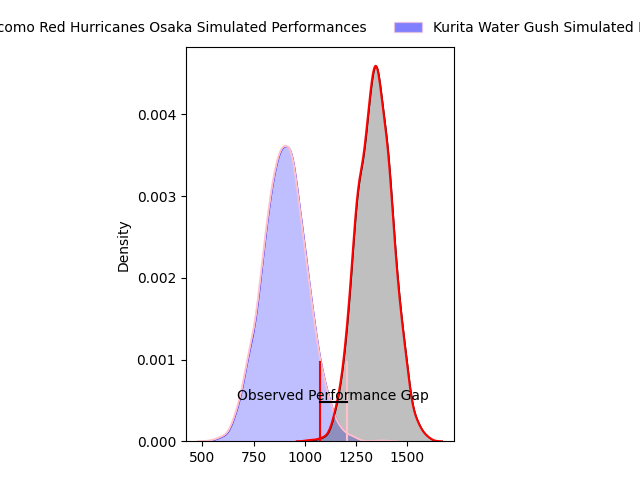 como Red Hurricanes Osaka Simulated Performances
Kurita Water Gush Simulated
Density
0.004
0.003
0.002
0.001
0.000
Observed Performance Gap
500 750 1000 1250 1500